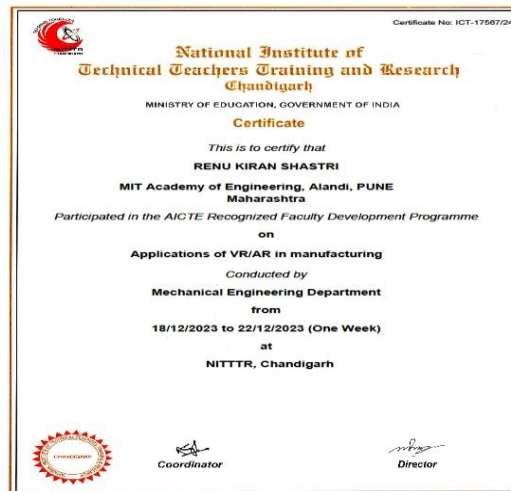 Certificate No: ICT-17567/24
National Institute of
Technical Teachers Training and Research
Chandigarh
MINISTRY OF EDUCATION, GOVERNMENT OF INDIA
Certificate
This is to certify that
RENU KIRAN SHASTRI
MIT Academy of Engineering, Alandi, PUNE
Maharashtra
Participated in the AICTE Recognized Faculty Development Programme
on
Applications of VR/AR in manufacturing
Conducted by
Mechanical Engineering Department
from
18/12/2023 to 22/12/2023 (One Week)
at
NITTTR, Chandigarh
CHANDIGARH
Coordinator
Director